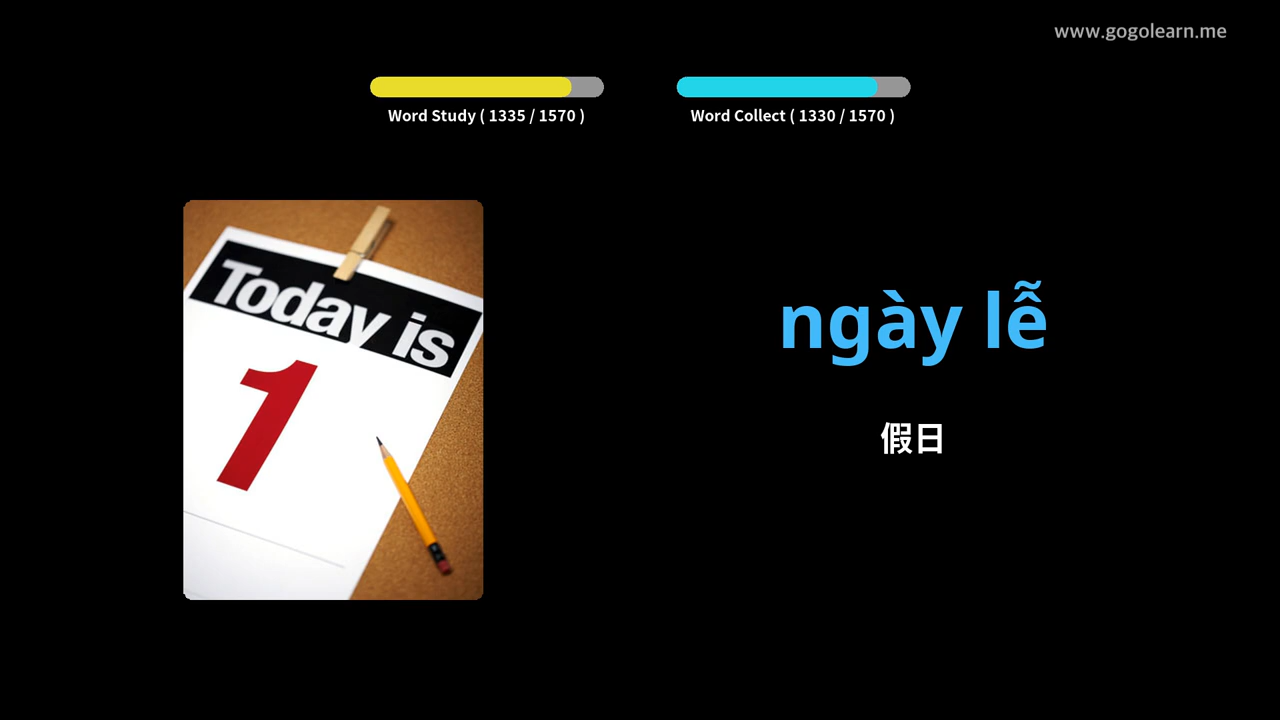 www.gogolearn.me
Word Study ( 1335 / 1570 )
Word Collect ( 1330 / 1570 )
Today is
1
ngày lễ
假日